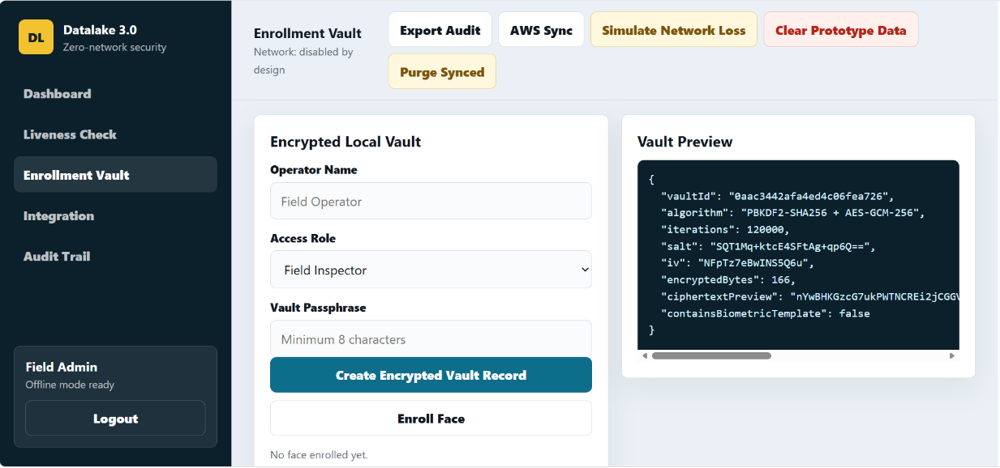 DL
Datalake 3.0
Zero-network security
Dashboard
Liveness Check
Enrollment Vault
Integration
Audit Trail
Field Admin
Offline mode ready
Logout
Enrollment Vault
Network: disabled by
design
Export Audit
AWS Sync
Simulate Network Loss
Clear Prototype Data
Purge Synced
Encrypted Local Vault
Operator Name
Field Operator
Access Role
Field Inspector
Vault Passphrase
Minimum 8 characters
Create Encrypted Vault Record
Enroll Face
No face enrolled yet.
Vault Preview
{
"vaultId": "0aac3442afa4ed4c06fea726",
"algorithm": "PBKDF2-SHA256 + AES-GCM-256",
"iterations": 120000,
"salt": "SQT1Mq+ktcE4SFtAg+qp6Q==",
"iv": "NFpTz7eBwINS5Q6u",
"encryptedBytes": 166,
"ciphertextPreview": "nYwBHKGzcG7ukPWTNCREi2jCGGV
"containsBiometricTemplate": false
}